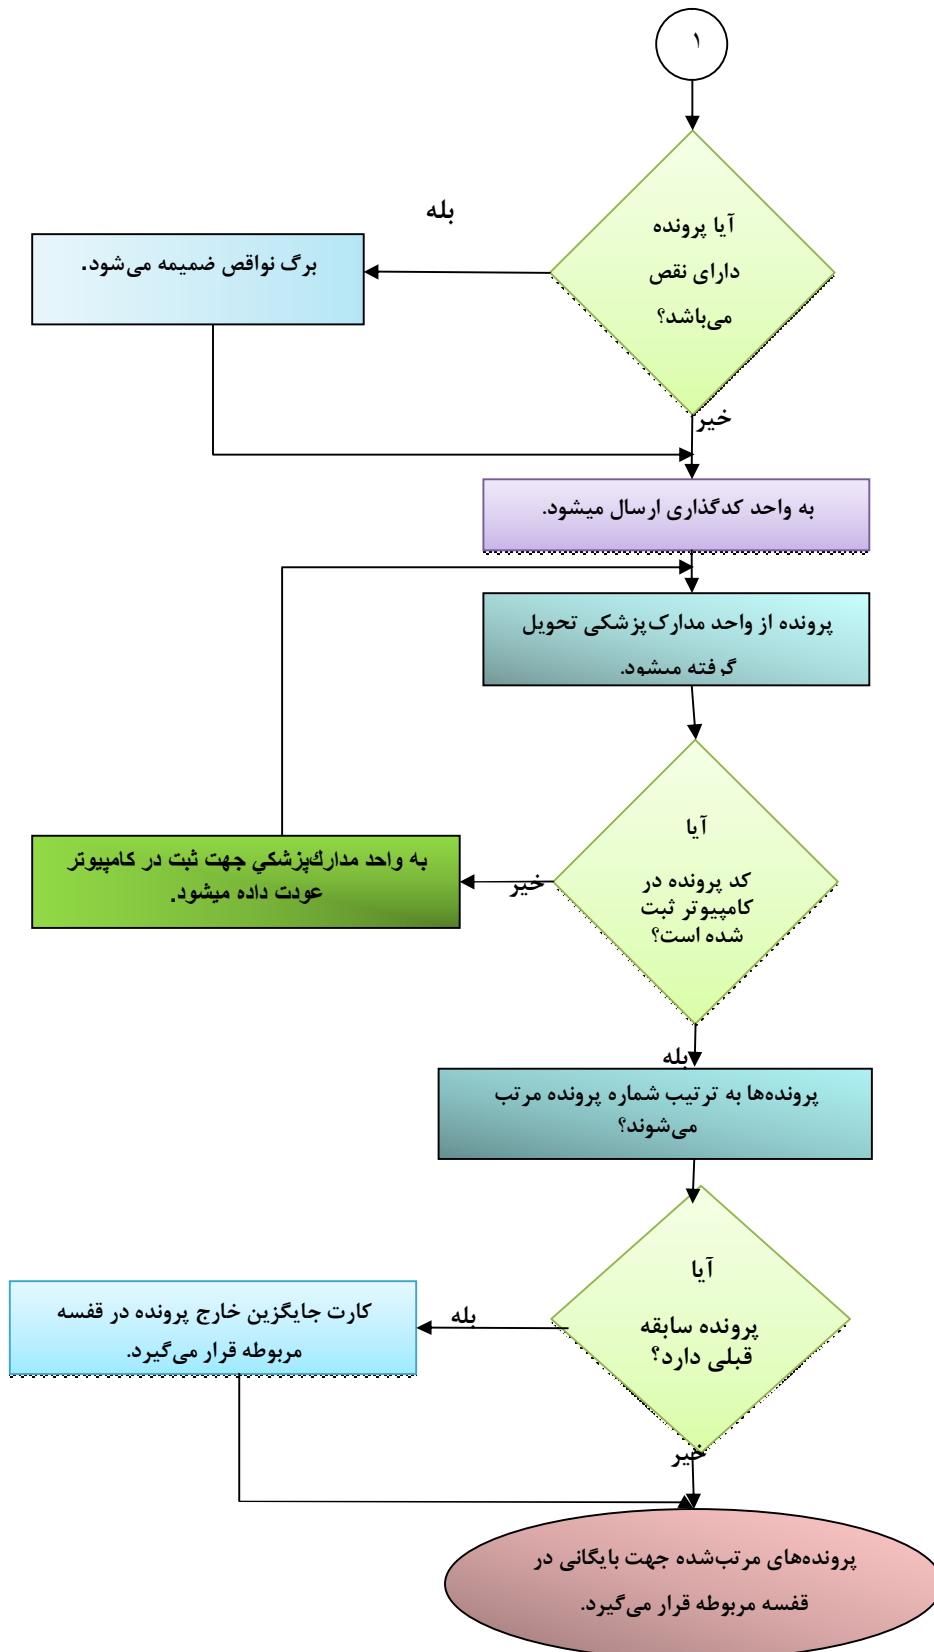 ۱
آیا پرونده
دارای نقص
می‌باشد؟
بله
برگ نواقص ضمیمه می‌شود.
خیر
به واحد کدگذاری ارسال میشود.
پرونده از واحد مدارک‌پزشکی تحویل
گرفته میشود.
آیا
کد پرونده در
کامپیوتر ثبت
شده است؟
خیر
به واحد مدارك‌پزشكي جهت ثبت در كامپيوتر
عودت داده میشود.
بله
پرونده‌ها به ترتیب شماره پرونده مرتب
می‌شوند؟
آیا
پرونده سابقه
قبلی دارد؟
بله
کارت جایگزین خارج پرونده در قفسه
مربوطه قرار می‌گیرد.
خیر
پرونده‌های مرتب‌شده جهت بایگانی در
قفسه مربوطه قرار می‌گیرد.